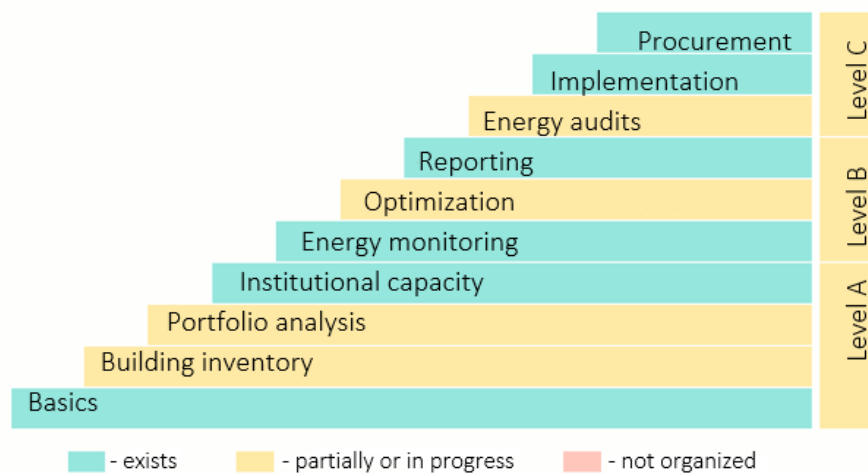 Procurement
Implementation
Energy audits
Level C
Reporting
Optimization
Energy monitoring
Level B
Institutional capacity
Portfolio analysis
Building inventory
Basics
Level A
- exists
- partially or in progress
- not organized